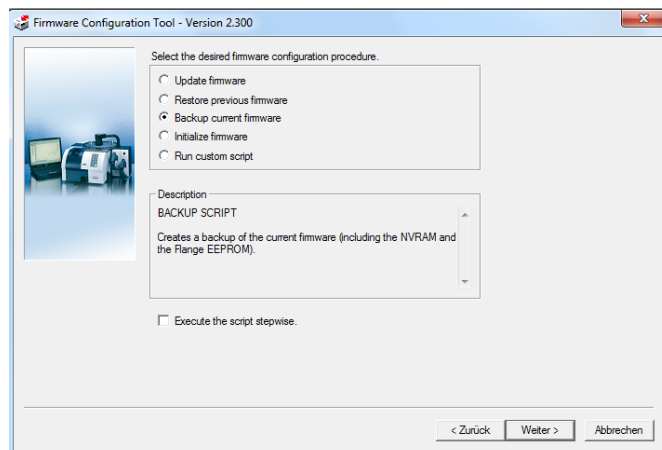 Firmware Configuration Tool - Version 2.300
Select the desired firmware configuration procedure.
Update firmware
Restore previous firmware
Backup current firmware
Initialize firmware
Run custom script
Description
BACKUP SCRIPT
Creates a backup of the current firmware (including the NVRAM and
the Flange EEPROM).
Execute the script stepwise.
< Zurück
Weiter >
Abbrechen